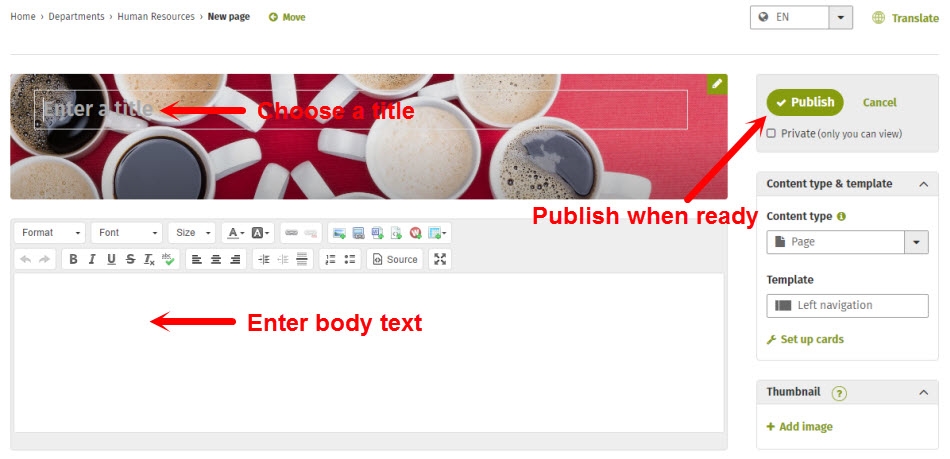 Home › Departments › Human Resources › New page Move EN Translate
Enter a title Choose a title
Publish Cancel
Private (only you can view)
Publish when ready
Content type & template
Content type
Page
Template
Left navigation
Set up cards
Thumbnail ?
Add image
Format Font Size A A
B I U S Tx abc Source
Enter body text